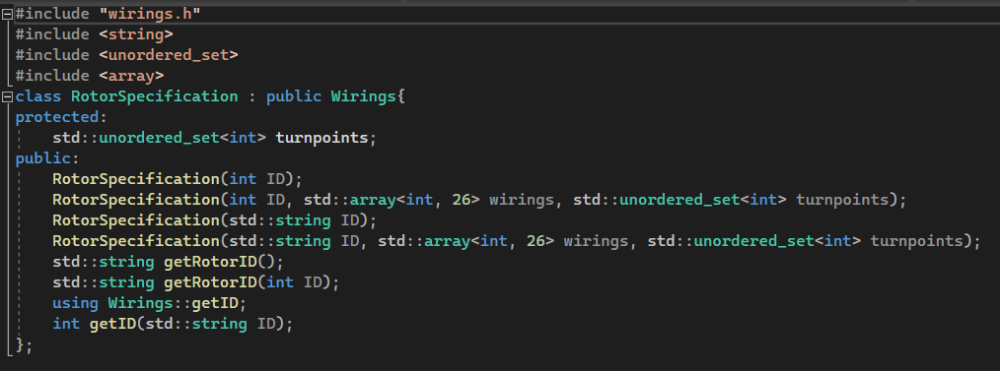 #include "wirings.h"
#include <string>
#include <unordered_set>
#include <array>
class RotorSpecification : public Wirings{
protected:
    std::unordered_set<int> turnpoints;
public:
    RotorSpecification(int ID);
    RotorSpecification(int ID, std::array<int, 26> wirings, std::unordered_set<int> turnpoints);
    RotorSpecification(std::string ID);
    RotorSpecification(std::string ID, std::array<int, 26> wirings, std::unordered_set<int> turnpoints);
    std::string getRotorID();
    std::string getRotorID(int ID);
    using Wirings::getID;
    int getID(std::string ID);
};